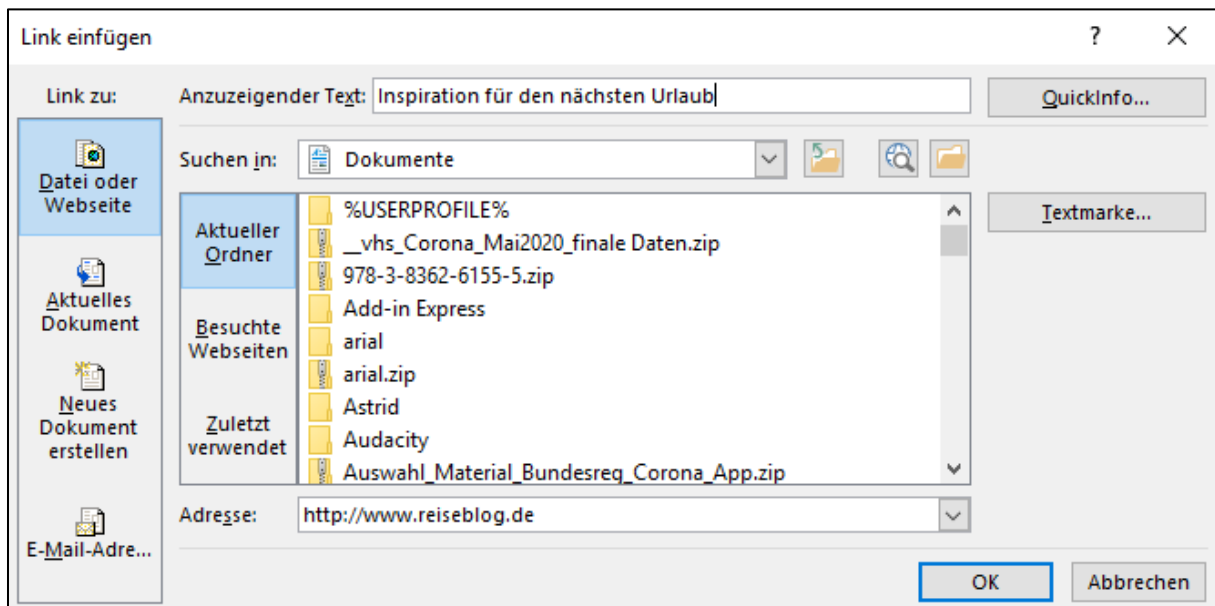 Link einfügen
?
Link zu:
Anzuzeigender Text: Inspiration für den nächsten Urlaub
QuickInfo...
Datei oder
Webseite
Aktuelles
Dokument
Neues
Dokument
erstellen
E-Mail-Adre...
Suchen in: Dokumente
Aktueller
Ordner
Besuchte
Webseiten
Zuletzt
verwendet
%USERPROFILE%
__vhs_Corona_Mai2020_finale Daten.zip
978-3-8362-6155-5.zip
Add-in Express
arial
arial.zip
Astrid
Audacity
Auswahl_Material_Bundesreg_Corona_App.zip
Textmarke...
Adresse: http://www.reiseblog.de
OK
Abbrechen